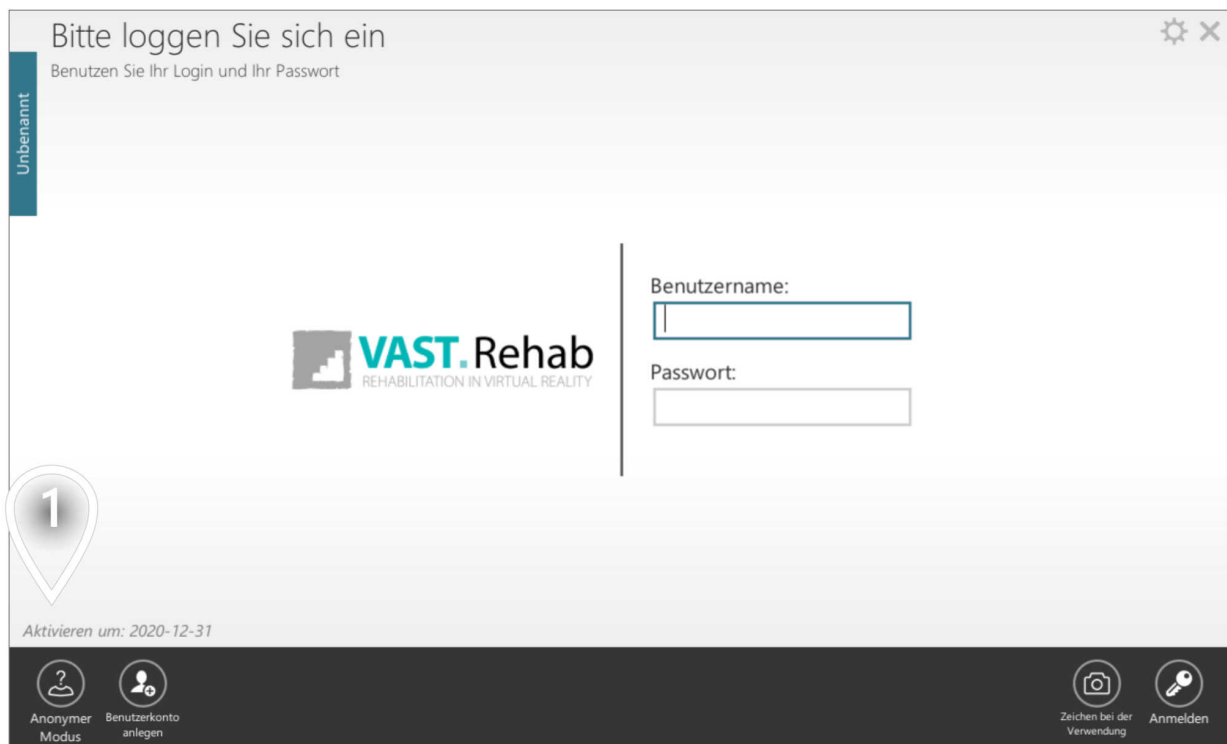 Bitte loggen Sie sich ein
Benutzen Sie Ihr Login und Ihr Passwort
Unbenannt
Benutzername:
VAST.Rehab
REHABILITATION IN VIRTUAL REALITY
Passwort:
1
Aktivieren um: 2020-12-31
?
Anonymer
Modus
Benutzerkonto
anlegen
Zeichen bei der
Verwendung
Anmelden